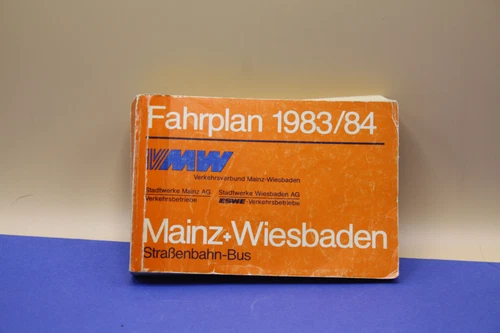 Fahrplan 1983/84
VMW
Verkehrsverbund Mainz-Wiesbaden
Stadtwerke Mainz AG
Verkehrsbetriebe
Stadtwerke Wiesbaden AG
ESWE-Verkehrsbetriebe
Mainz+Wiesbaden
Straßenbahn-Bus